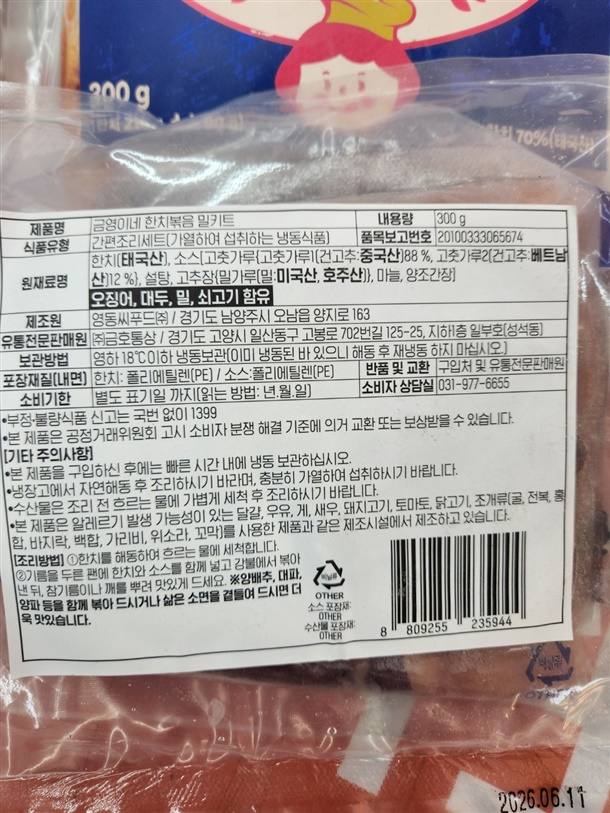 300 g
70%(태국산)
제품명 금영이네 한치볶음 밀키트 내용량 300 g
식품유형 간편조리세트(가열하여 섭취하는 냉동식품) 품목보고번호 20100333065674
원재료명 한치(태국산), 소스[고춧가루{고춧가루1(건고추:중국산)88 %, 고춧가루2(건고추:베트남
산)12 %}, 설탕, 고추장{밀가루(밀:미국산, 호주산)}, 마늘, 양조간장]
오징어, 대두, 밀, 쇠고기 함유
제조원 영동씨푸드㈜ / 경기도 남양주시 오남읍 양지로 163
유통전문판매원 ㈜금호통상 / 경기도 고양시 일산동구 고봉로 702번길 125-25, 지하1층 일부호(성석동)
보관방법 영하 18℃이하 냉동보관(이미 냉동된 바 있으니 해동 후 재냉동 하지 마십시오.)
포장재질(내면) 한치: 폴리에틸렌(PE) / 소스:폴리에틸렌(PE) 반품 및 교환 구입처 및 유통전문판매원
소비기한 별도 표기일 까지(읽는 방법: 년.월.일) 소비자 상담실 031-977-6655
•부정·불량식품 신고는 국번 없이 1399
•본 제품은 공정거래위원회 고시 소비자 분쟁 해결 기준에 의거 교환 또는 보상받을 수 있습니다.
[기타 주의사항]
•본 제품을 구입하신 후에는 빠른 시간 내에 냉동 보관하십시오.
•냉장고에서 자연해동 후 조리하시기 바라며, 충분히 가열하여 섭취하시기 바랍니다.
•수산물은 조리 전 흐르는 물에 가볍게 세척 후 조리하시기 바랍니다.
•본 제품은 알레르기 발생 가능성이 있는 달걀, 우유, 게, 새우, 돼지고기, 토마토, 닭고기, 조개류(굴, 전복, 홍
합, 바지락, 백합, 가리비, 위소라, 꼬막)를 사용한 제품과 같은 제조시설에서 제조하고 있습니다.
[조리방법] ①한치를 해동하여 흐르는 물에 세척합니다.
②기름을 두른 팬에 한치와 소스를 함께 넣고 강불에서 볶아
낸 뒤, 참기름이나 깨를 뿌려 맛있게 드세요. ※양배추, 대파,
양파 등을 함께 볶아 드시거나 삶은 소면을 곁들여 드시면 더
욱 맛있습니다.
비닐류
OTHER
소스 포장재:
OTHER
수산물 포장재:
OTHER
8 809255 235944
비닐류
OTHER
2026.06.11